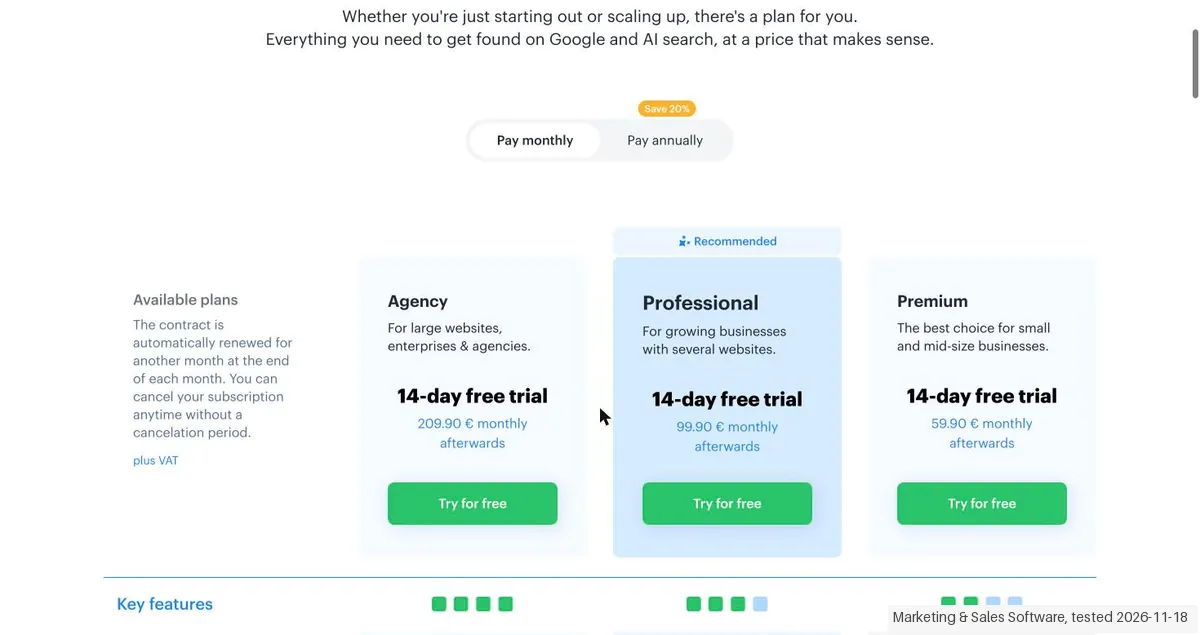 Whether you're just starting out or scaling up, there's a plan for you.
Everything you need to get found on Google and AI search, at a price that makes sense.
Save 20%
Pay monthly
Pay annually
Available plans
The contract is
automatically renewed for
another month at the end
of each month. You can
cancel your subscription
anytime without a
cancelation period.
plus VAT
Agency
For large websites,
enterprises & agencies.
14-day free trial
209.90 € monthly
afterwards
Try for free
Recommended
Professional
For growing businesses
with several websites.
14-day free trial
99.90 € monthly
afterwards
Try for free
Premium
The best choice for small
and mid-size businesses.
14-day free trial
59.90 € monthly
afterwards
Try for free
Key features
Marketing & Sales Software, tested 2026-11-18